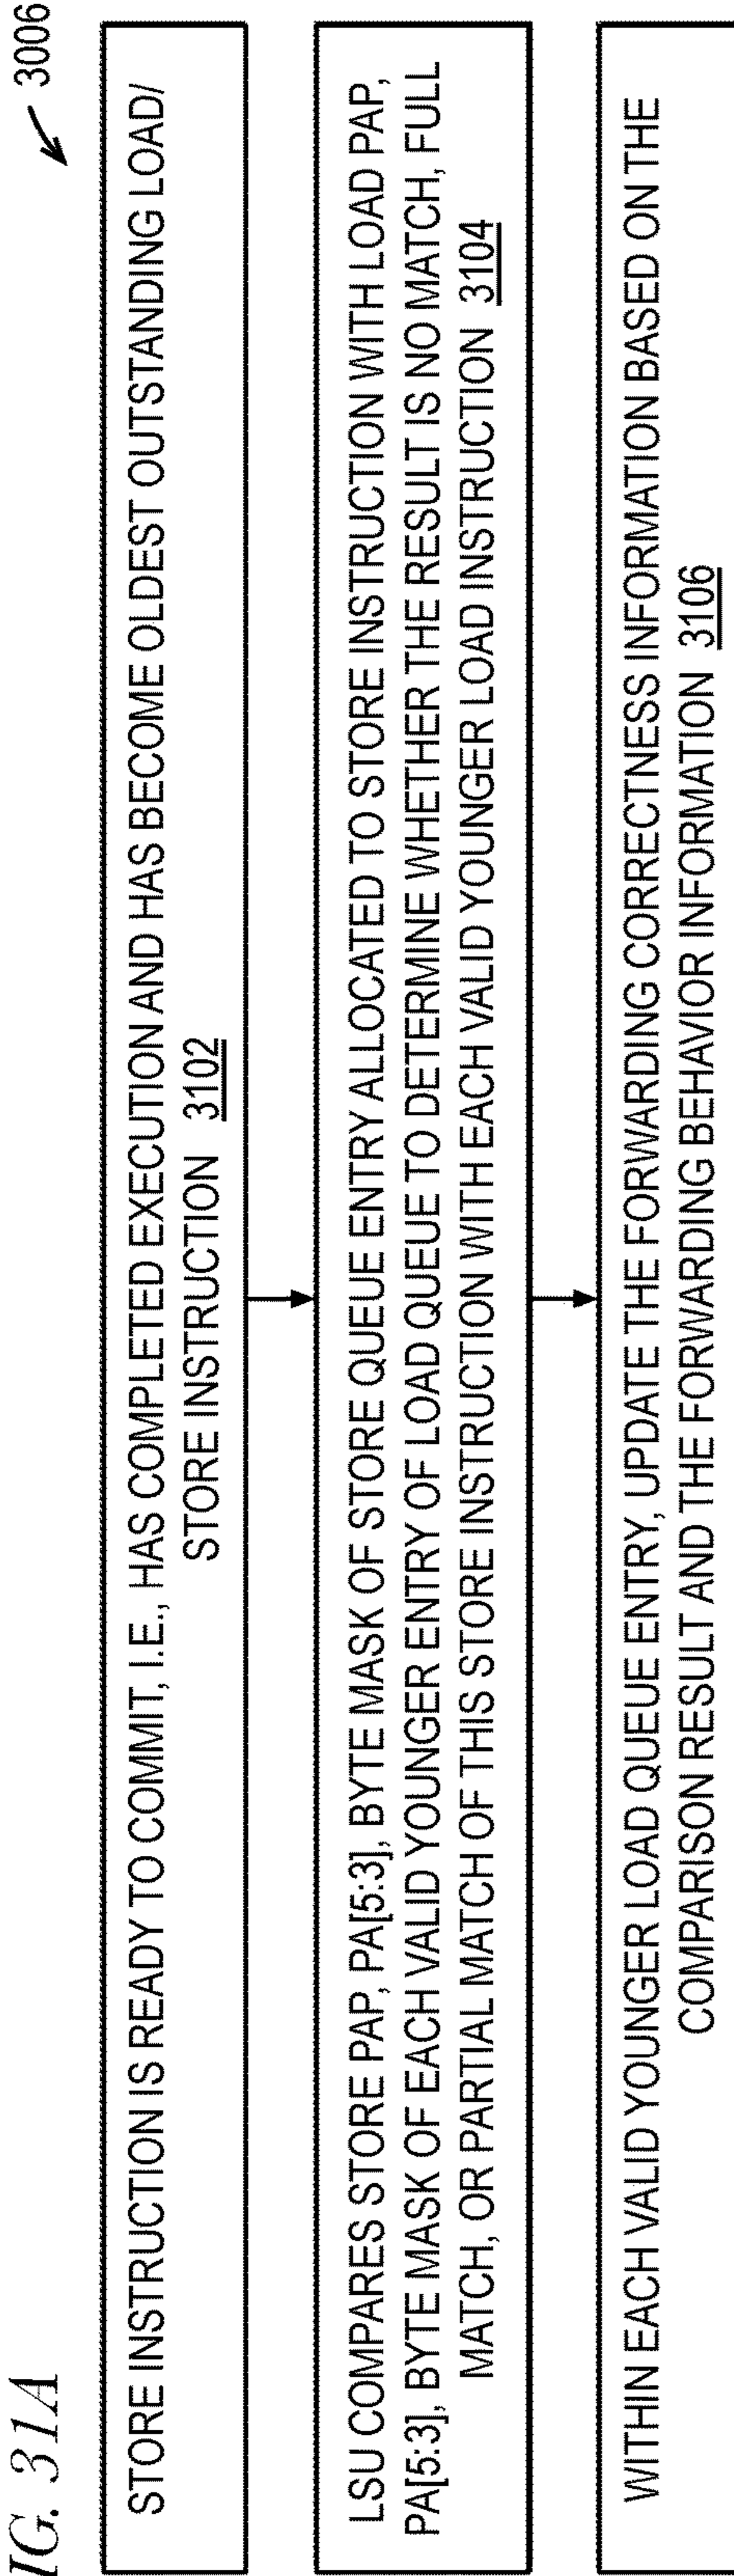 IG. 31A
3006
STORE INSTRUCTION IS READY TO COMMIT, I.E., HAS COMPLETED EXECUTION AND HAS BECOME OLDEST OUTSTANDING LOAD/
STORE INSTRUCTION 3102
LSU COMPARES STORE PAP, PA[5:3], BYTE MASK OF STORE QUEUE ENTRY ALLOCATED TO STORE INSTRUCTION WITH LOAD PAP,
PA[5:3], BYTE MASK OF EACH VALID YOUNGER ENTRY OF LOAD QUEUE TO DETERMINE WHETHER THE RESULT IS NO MATCH, FULL
MATCH, OR PARTIAL MATCH OF THIS STORE INSTRUCTION WITH EACH VALID YOUNGER LOAD INSTRUCTION 3104
WITHIN EACH VALID YOUNGER LOAD QUEUE ENTRY, UPDATE THE FORWARDING CORRECTNESS INFORMATION BASED ON THE
COMPARISON RESULT AND THE FORWARDING BEHAVIOR INFORMATION 3106